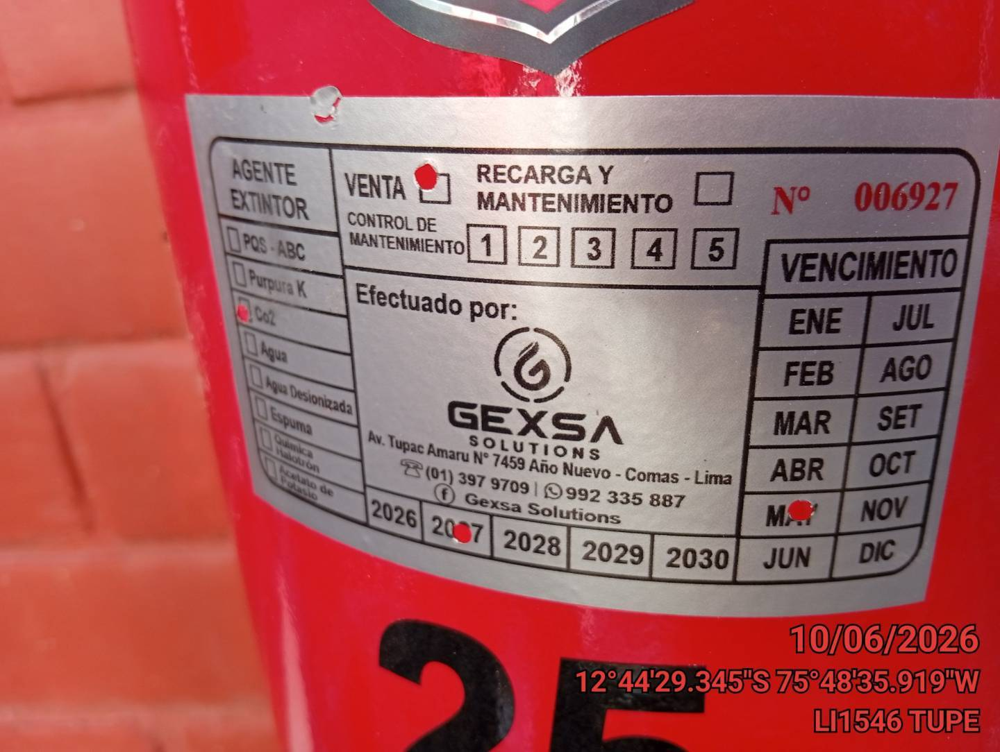 AGENTE
EXTINTOR
PQS - ABC
Purpura K
Co2
Agua
Agua Desionizada
Espuma
Quimica
Halotrón
Acetato de
Potasio
VENTA
RECARGA Y
MANTENIMIENTO
CONTROL DE
MANTENIMIENTO 1 2 3 4 5
Nº 006927
Efectuado por:
GEXSA
SOLUTIONS
Av. Tupac Amaru N° 7459 Año Nuevo - Comas - Lima
(01) 397 9709 | 992 335 887
Gexsa Solutions
2026 2027 2028 2029 2030
VENCIMIENTO
ENE JUL
FEB AGO
MAR SET
ABR OCT
MAY NOV
JUN DIC
25
10/06/2026
12°44'29.345"S 75°48'35.919"W
LI1546 TUPE